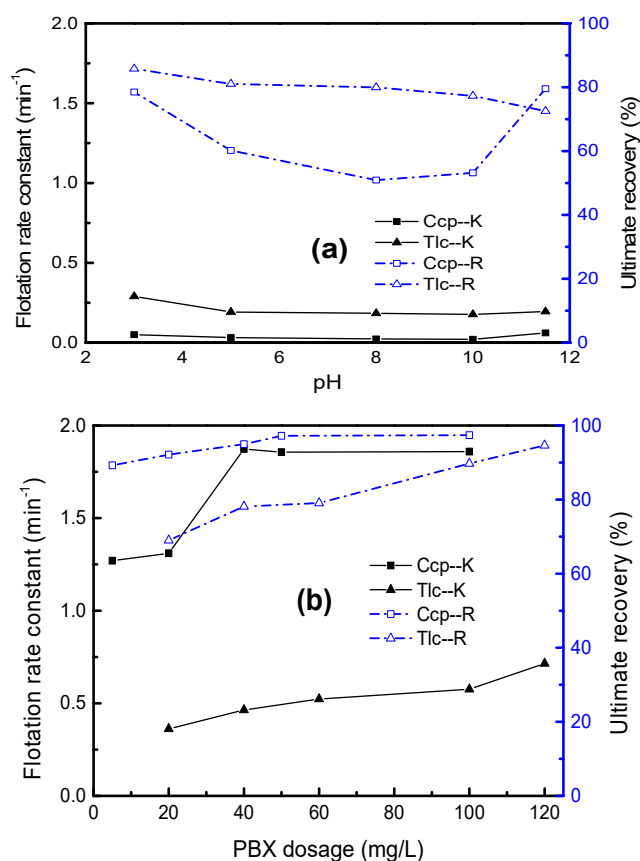 2.0
1.5
1.0
0.5
0.0
Flotation rate constant (min⁻¹)
100
80
60
40
20
0
Ultimate recovery (%)
(a)
Ccp--K
Tlc--K
Ccp--R
Tlc--R
2 4 6 8 10 12
pH
2.0
1.5
1.0
0.5
0.0
Flotation rate constant (min⁻¹)
100
80
60
40
20
0
Ultimate recovery (%)
(b)
Ccp--K
Tlc--K
Ccp--R
Tlc--R
0 20 40 60 80 100 120
PBX dosage (mg/L)